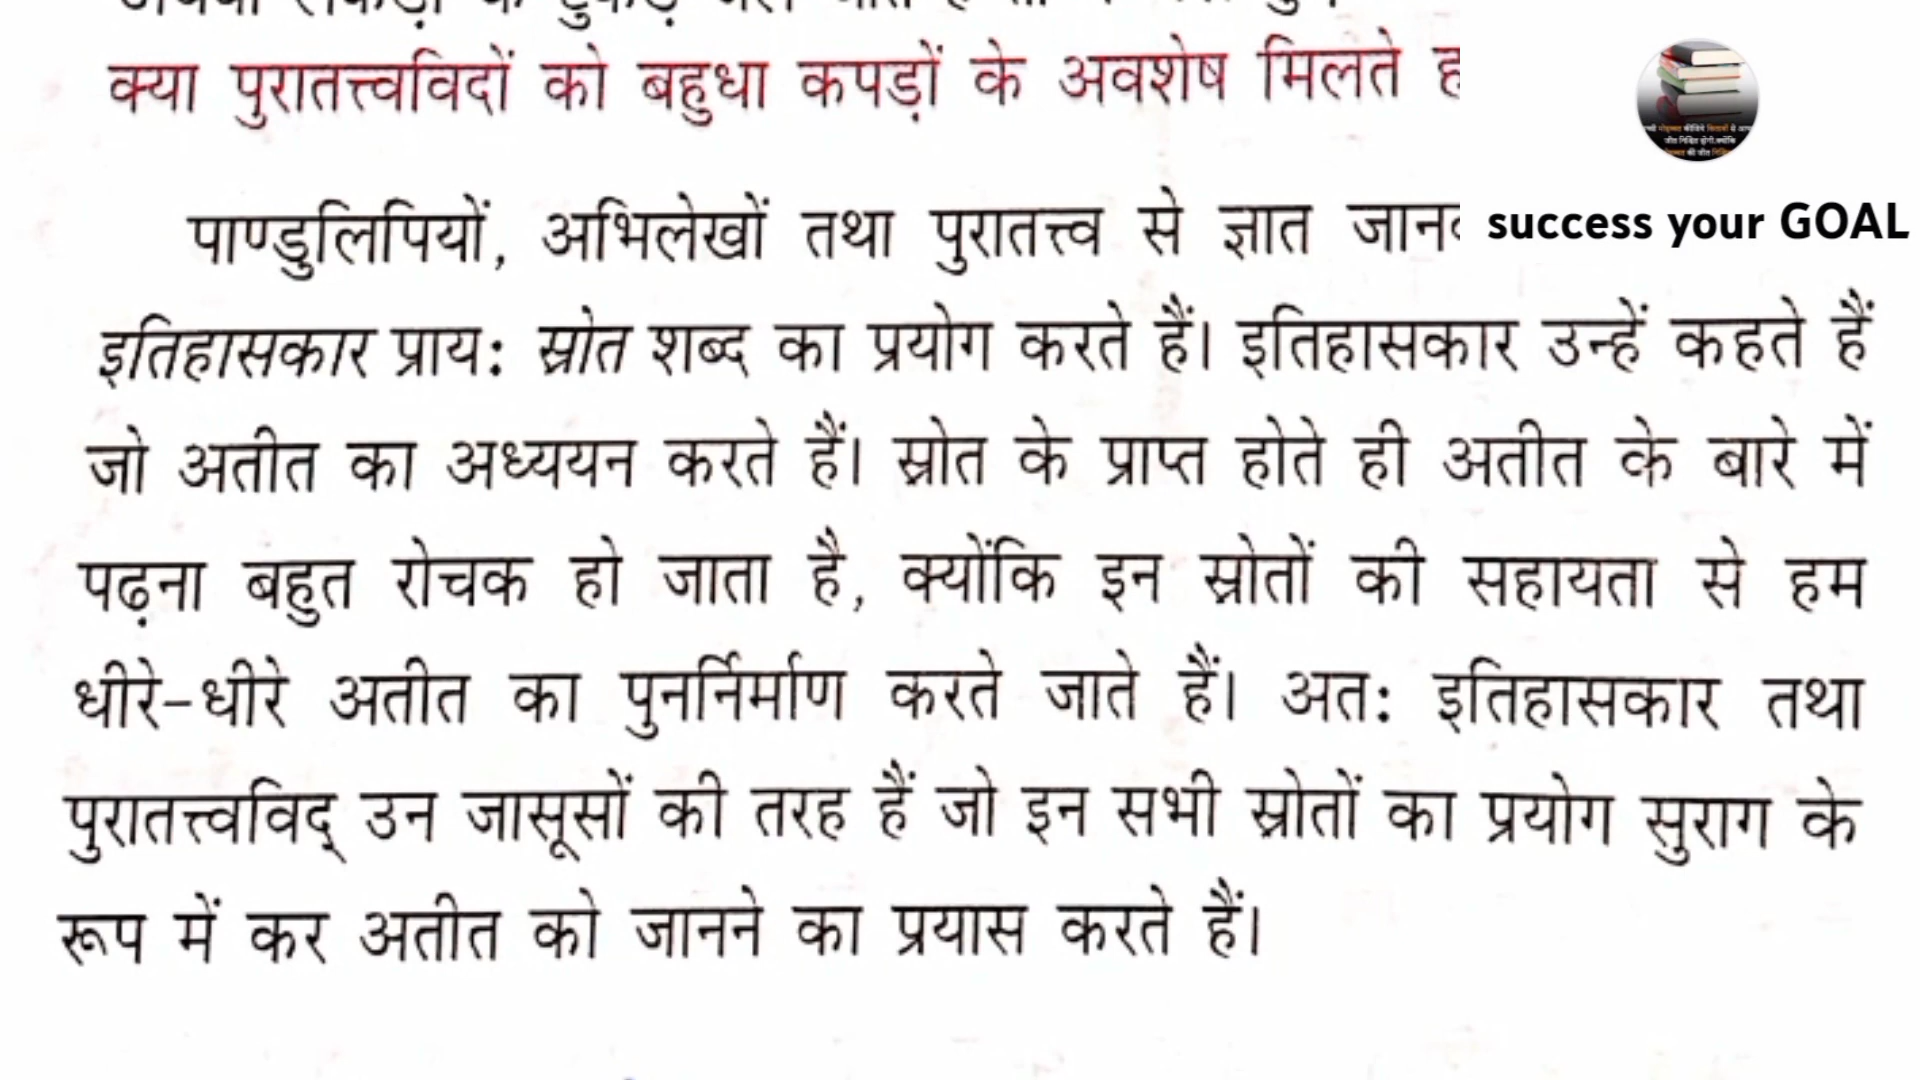 क्या पुरातत्त्वविदों को बहुधा कपड़ों के अवशेष मिलते
पाण्डुलिपियों, अभिलेखों तथा पुरातत्त्व से ज्ञात
success your GOAL
इतिहासकार प्रायः स्रोत शब्द का प्रयोग करते हैं। इतिहासकार उन्हें कहते हैं
जो अतीत का अध्ययन करते हैं। स्रोत के प्राप्त होते ही अतीत के बारे में
पढ़ना बहुत रोचक हो जाता है, क्योंकि इन स्रोतों की सहायता से हम
धीरे-धीरे अतीत का पुनर्निर्माण करते जाते हैं। अतः इतिहासकार तथा
पुरातत्त्वविद् उन जासूसों की तरह हैं जो इन सभी स्रोतों का प्रयोग सुराग के
रूप में कर अतीत को जानने का प्रयास करते हैं।